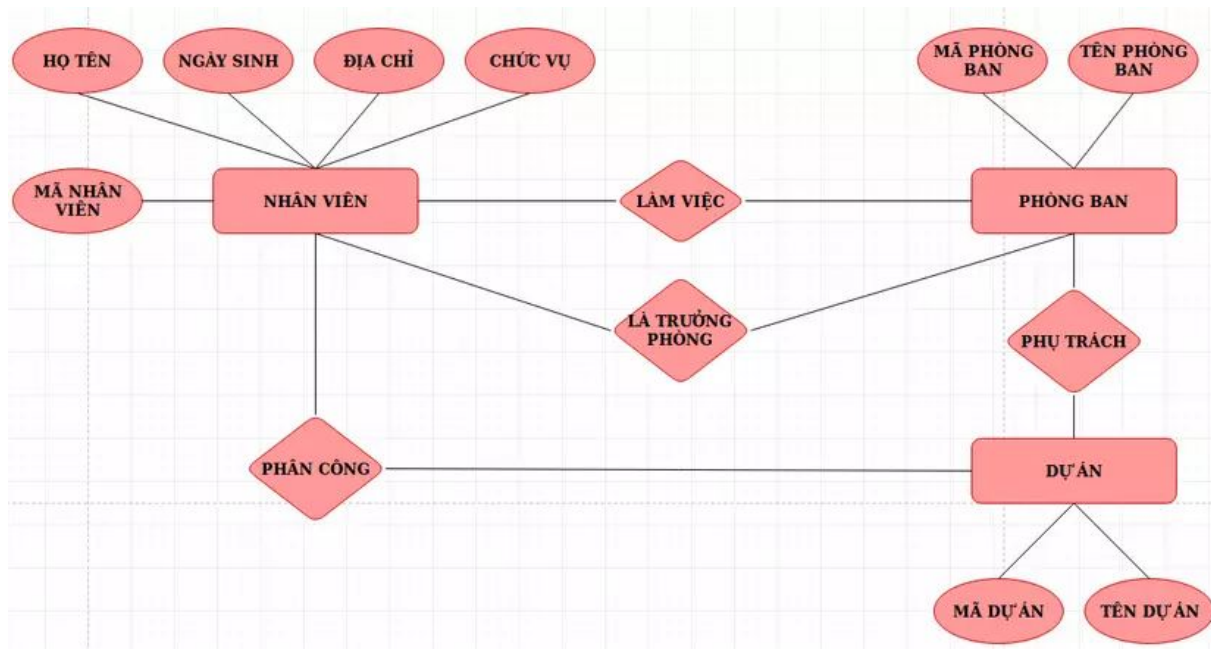 HỌ TÊN
NGÀY SINH
ĐỊA CHỈ
CHỨC VỤ
MÃ PHÒNG
BAN
TÊN PHÒNG
BAN
MÃ NHÂN
VIÊN
NHÂN VIÊN
LÀM VIỆC
PHÒNG BAN
LÀ TRƯỞNG
PHÒNG
PHỤ TRÁCH
PHÂN CÔNG
DỰ ÁN
MÃ DỰ ÁN
TÊN DỰ ÁN